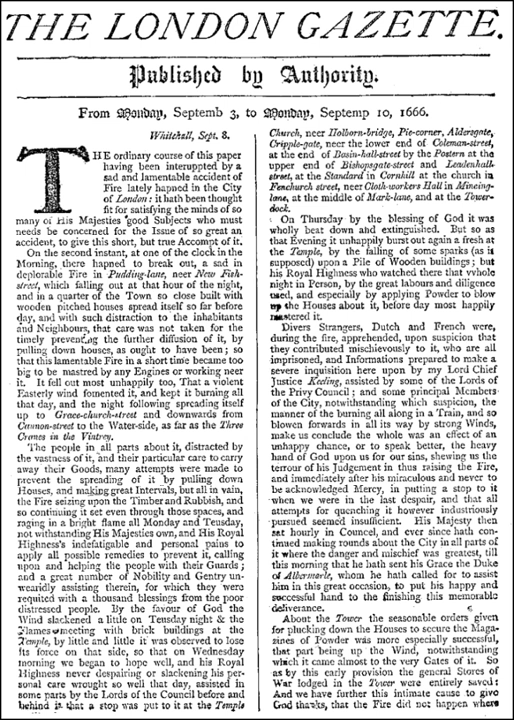 THE LONDON GAZETTE.
Published by Authority.
From Monday, Septemb 3, to Monday, Septemp 10, 1666.
Whitehall, Sept. 8.
THE ordinary course of this paper
having been interrupted by a
sad and lamentable accident of
Fire lately hapned in the City
of London: it hath been thought
fit for satisfying the minds of so
many of His Majesties good Subjects who must
needs be concerned for the Issue of so great an
accident, to give this short, but true Accompt of it.
On the second instant, at one of the clock in the
Morning, there hapned to break out, a sad in
deplorable Fire in Pudding-lane, neer New Fish-
street, which falling out at that hour of the night,
and in a quarter of the Town so close built with
wooden pitched houses spread itself so far before
day, and with such distraction to the inhabitants
and Neighbours, that care was not taken for the
timely preventing the further diffusion of it, by
pulling down houses, as ought to have been; so
that this lamentable Fire in a short time became too
big to be mastred by any Engines or working neer
it. It fell out most unhappily too, That a violent
Easterly wind fomented it, and kept it burning all
that day, and the night following spreading itself
up to Grace-church-street and downwards from
Cannon-street to the Water-side, as far as the Three
Cranes in the Vintrey.
The people in all parts about it, distracted by
the vastness of it, and their particular care to carry
away their Goods, many attempts were made to
prevent the spreading of it by pulling down
Houses, and making great Intervals, but all in vain,
the Fire seizing upon the Timber and Rubbish, and
so continuing it set even through those spaces, and
raging in a bright flame all Monday and Teusday,
not withstanding His Majesties own, and His Royal
Highness's indefatigable and personal pains to
apply all possible remedies to prevent it, calling
upon and helping the people with their Guards;
and a great number of Nobility and Gentry un-
weariedly assisting therein, for which they were
requited with a thousand blessings from the poor
distressed people. By the favour of God the
Wind slackened a little on Teusday night & the
Flames meeting with brick buildings at the
Temple, by little and little it was observed to lose
its force on that side, so that on Wednesday
morning we began to hope well, and his Royal
Highness never despairing or slackening his per-
sonal care wrought so well that day, assisted in
some parts by the Lords of the Council before and
behind it that a stop was put to it at the Temple
Church, neer Holborn-bridge, Pie-corner, Aldersgate,
Cripple-gate, neer the lower end of Coleman-street,
at the end of Basin-hall-street by the Postern at the
upper end of Bishopsgate-street and Leadenhall-
street, at the Standard in Cornhill at the church in
Fenchurch street, neer Cloth-workers Hall in Mincing-
lane, at the middle of Mark-lane, and at the Tower-
dock.
On Thursday by the blessing of God it was
wholly beat down and extinguished. But so as
that Evening it unhappily burst out again a fresh at
the Temple, by the falling of some sparks (as is
supposed) upon a Pile of Wooden buildings; but
his Royal Highness who watched there that vvhole
night in Person, by the great labours and diligence
used, and especially by applying Powder to blow
up the Houses about it, before day most happily
mastered it.
Divers Strangers, Dutch and French were,
during the fire, apprehended, upon suspicion that
they contributed mischievously to it, who are all
imprisoned, and Informations prepared to make a
severe inquisition here upon by my Lord Chief
Justice Keeling, assisted by some of the Lords of
the Privy Council; and some principal Members
of the City, notwithstanding which suspicion, the
manner of the burning all along in a Train, and so
blowen forwards in all its way by strong Winds,
make us conclude the whole was an effect of an
unhappy chance, or to speak better, the heavy
hand of God upon us for our sins, shewing us the
terrour of his Judgement in thus raising the Fire,
and immediately after his miraculous and never to
be acknowledged Mercy, in putting a stop to it
when we were in the last despair, and that all
attempts for quenching it however industriously
pursued seemed insufficient. His Majesty then
sat hourly in Councel, and ever since hath con-
tinued making rounds about the City in all parts of
it where the danger and mischief was greatest, till
this morning that he hath sent his Grace the Duke
of Albermarle, whom he hath called for to assist
him in this great occasion, to put his happy and
successful hand to the finishing this memorable
deliverance.
About the Tower the seasonable orders given
for plucking down the Houses to secure the Maga-
zines of Powder was more especially successful,
that part being up the Wind, notwithstanding
which it came almost to the very Gates of it. So
as by this early provision the general Stores of
War lodged in the Tower were entirely saved:
And we have further this intimate cause to give
God thanks, that the Fire did not happen where